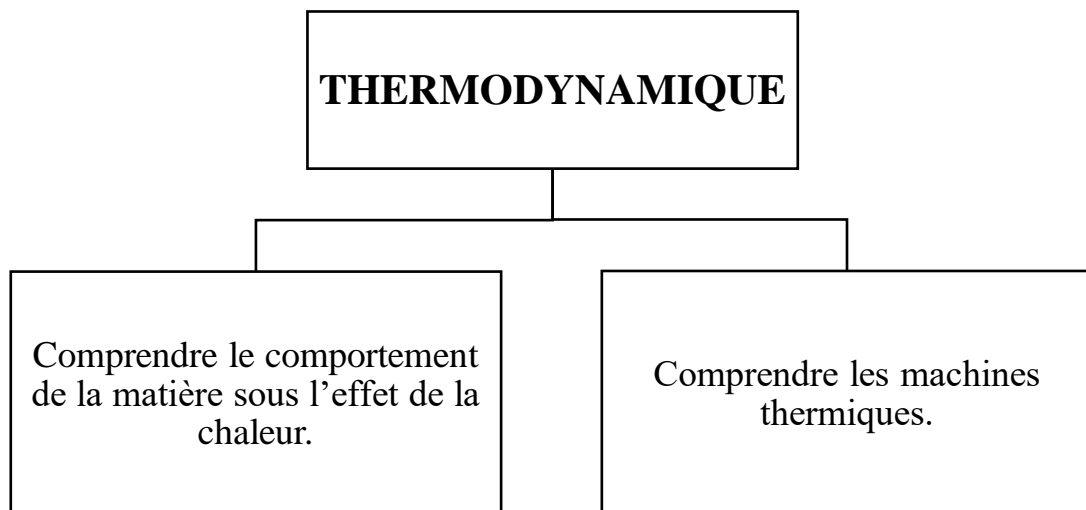 THERMODYNAMIQUE
Comprendre le comportement
de la matière sous l’effet de la
chaleur.
Comprendre les machines
thermiques.